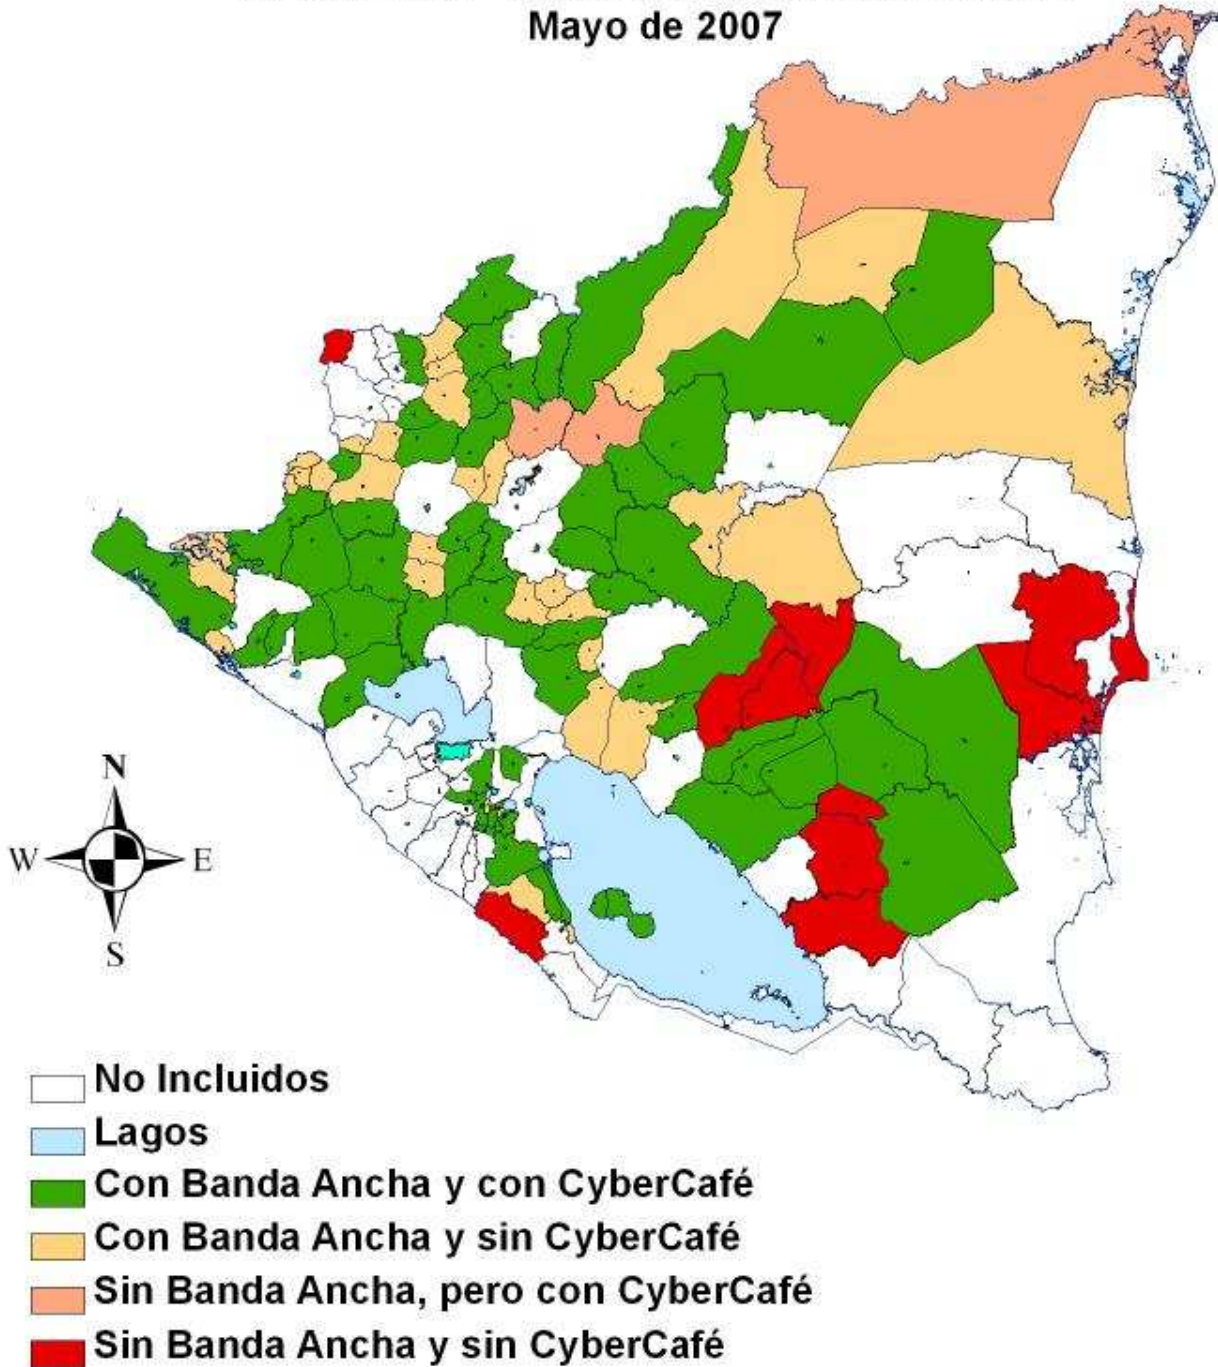 Mayo de 2007
N
W E
S
No Incluidos
Lagos
Con Banda Ancha y con CyberCafé
Con Banda Ancha y sin CyberCafé
Sin Banda Ancha, pero con CyberCafé
Sin Banda Ancha y sin CyberCafé